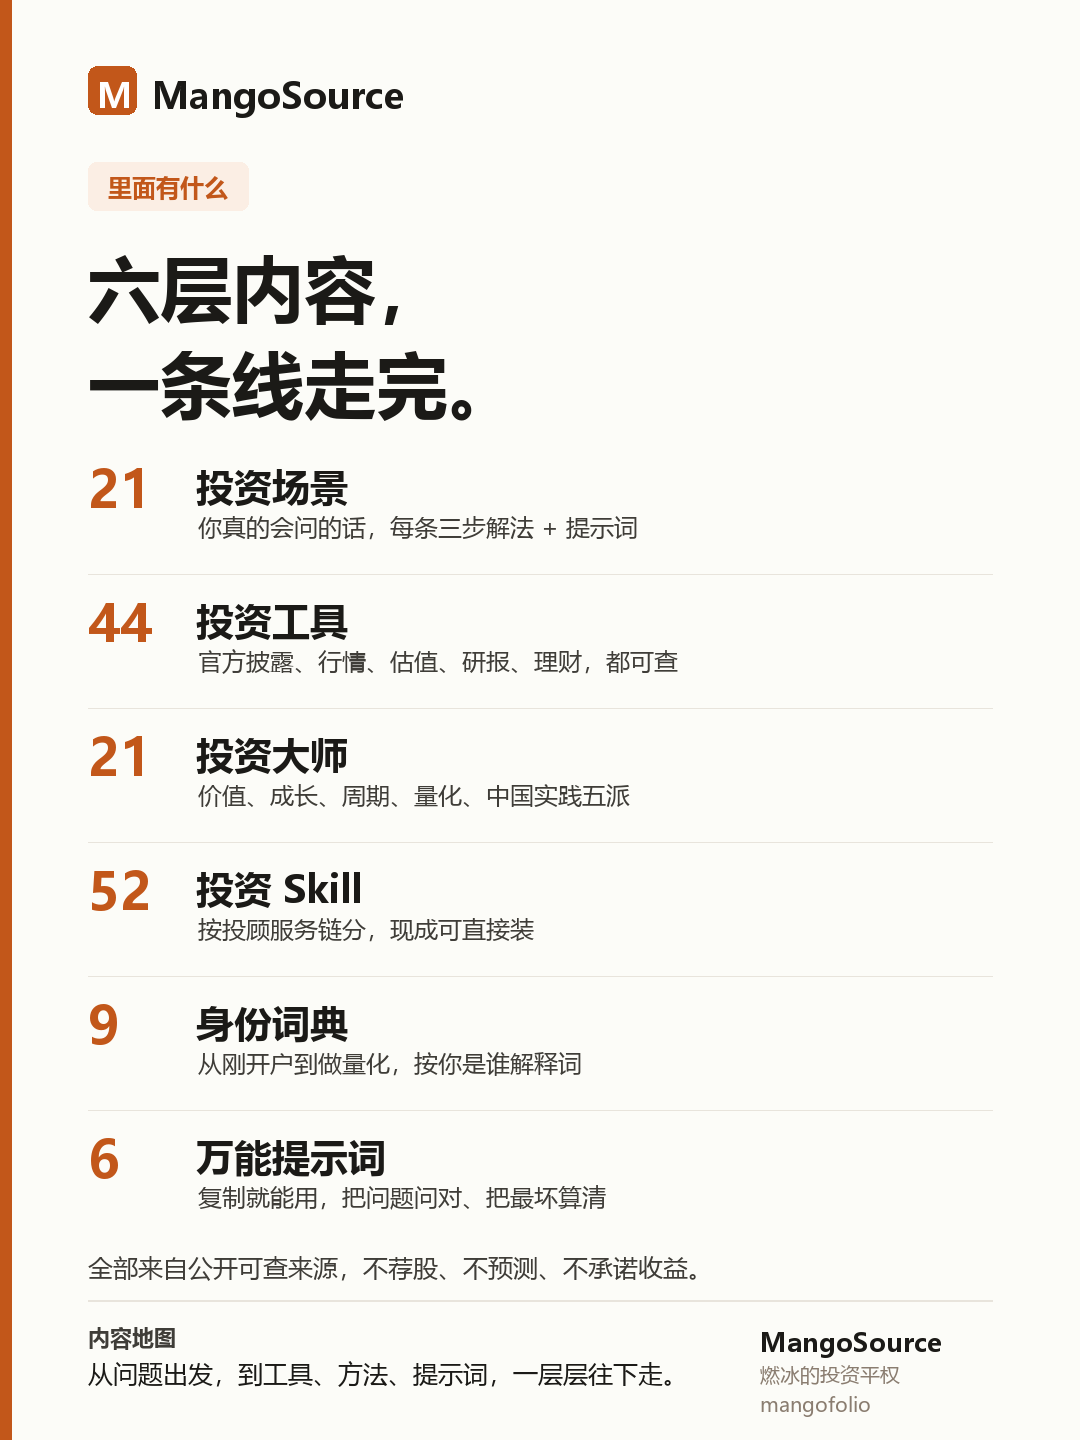 M MangoSource
里面有什么
六层内容，
一条线走完。
21 投资场景
你真的会问的话，每条三步解法 + 提示词
44 投资工具
官方披露、行情、估值、研报、理财，都可查
21 投资大师
价值、成长、周期、量化、中国实践五派
52 投资 Skill
按投顾服务链分，现成可直接装
9 身份词典
从刚开户到做量化，按你是谁解释词
6 万能提示词
复制就能用，把问题问对、把最坏算清
全部来自公开可查来源，不荐股、不预测、不承诺收益。
内容地图
从问题出发，到工具、方法、提示词，一层层往下走。
MangoSource
燃冰的投资平权
mangofolio